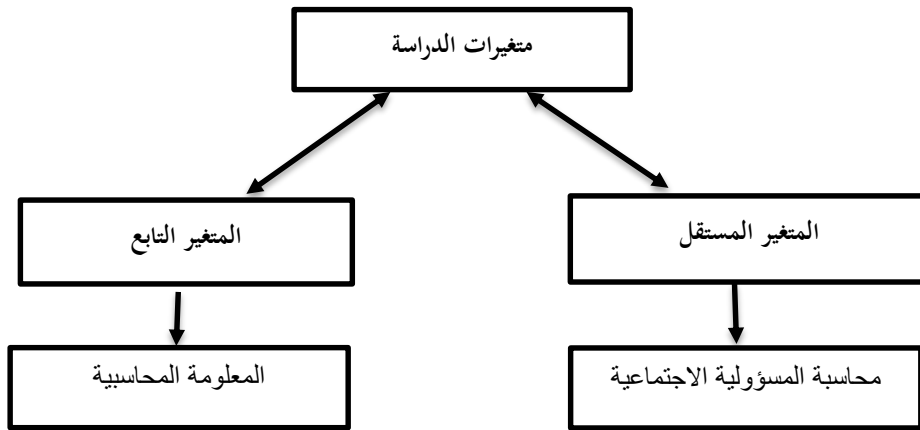 متغيرات الدراسة
المتغير المستقل
المتغير التابع
محاسبة المسؤولية الاجتماعية
المعلومة المحاسبية